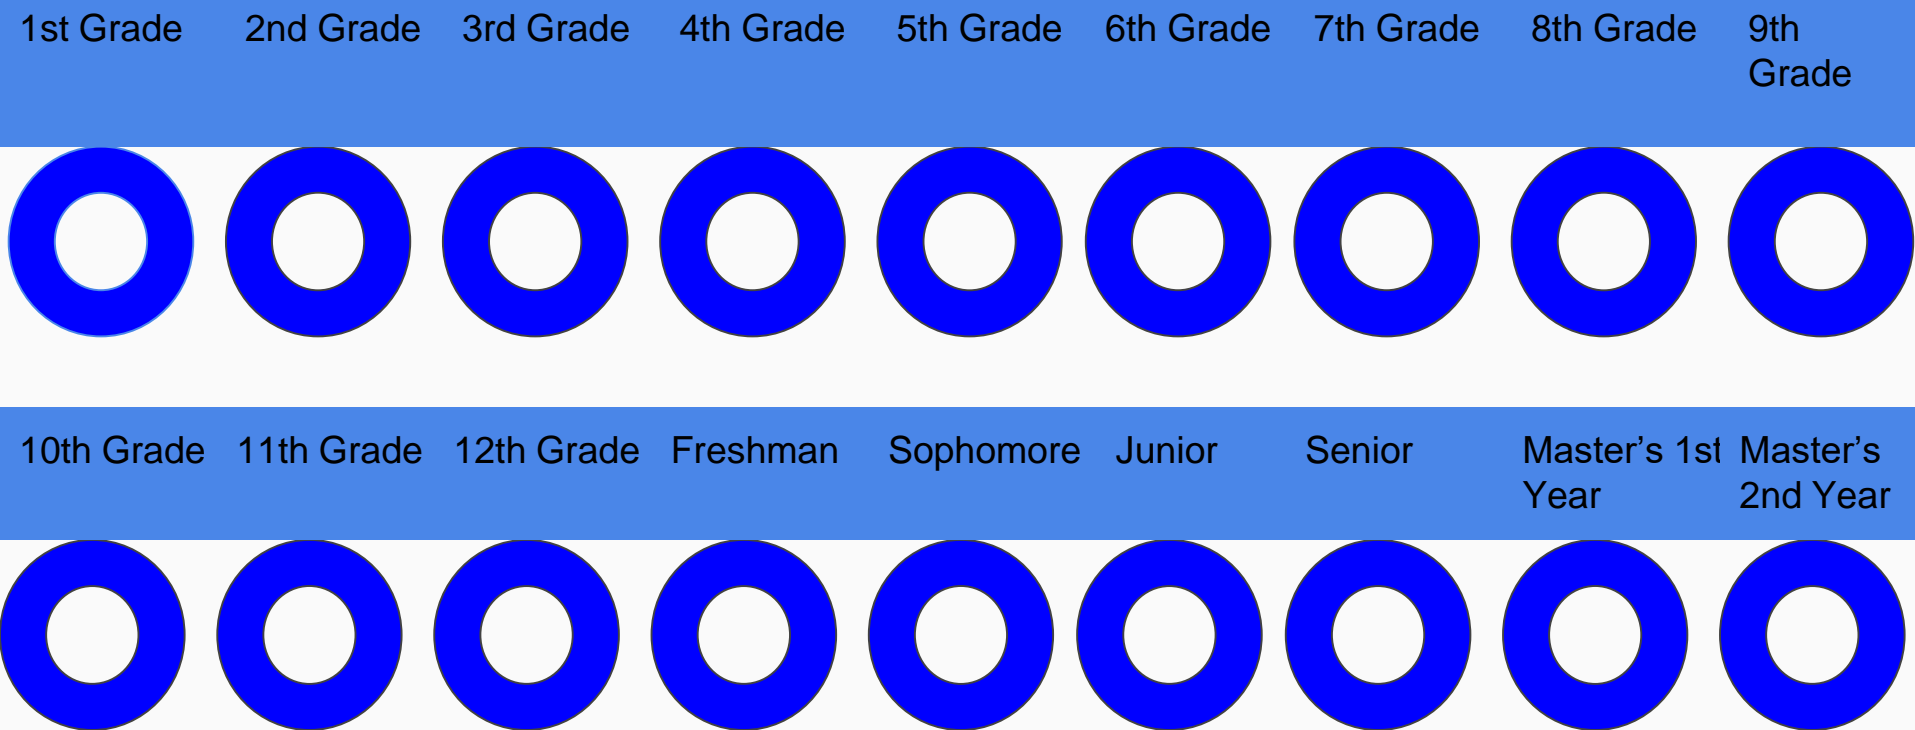 1st Grade
2nd Grade
3rd Grade
4th Grade
5th Grade
6th Grade
7th Grade
8th Grade
9th
Grade
10th Grade
11th Grade
12th Grade
Freshman
Sophomore
Junior
Senior
Master’s 1st
Year
Master’s
2nd Year